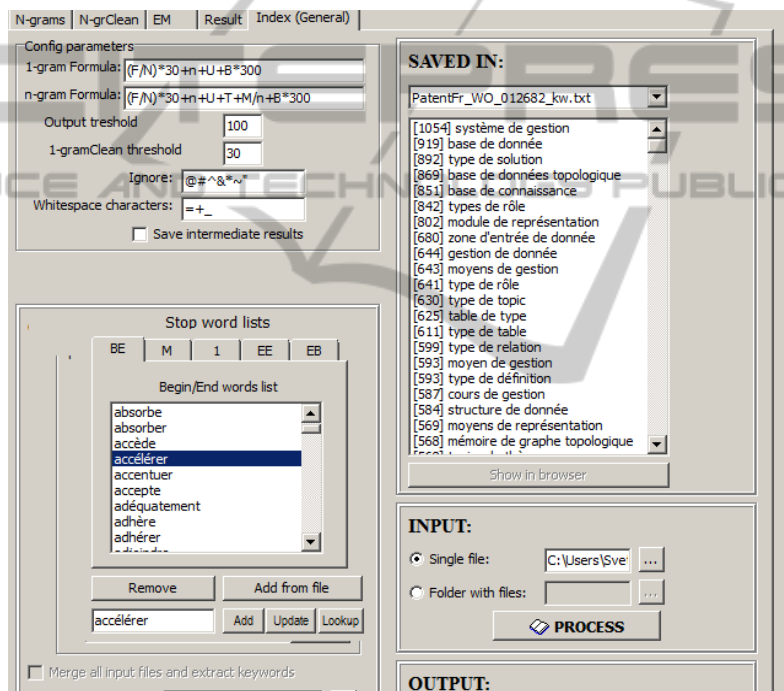 N-grams N-grClean EM Result Index (General)
Config parameters
1-gram Formula: (F/N)*30+n+U+B*300
n-gram Formula: (F/N)*30+n+U+T+M/n+B*300
Output treshold 100
1-gramClean threshold 30
Ignore: @#^&*~"
Whitespace characters: =+_
Save intermediate results
Stop word lists
BE M 1 EE EB
Begin/End words list
absorbe
absorber
accède
accélérer
accentuer
accepte
adéquatement
adhère
adhérer
Remove Add from file
accélérer Add Update Lookup
Merge all input files and extract keywords
SAVED IN:
PatentFr_WO_012682_kw.txt
[1054] système de gestion
[919] base de donnée
[892] type de solution
[869] base de données topologique
[851] base de connaissance
[842] types de rôle
[802] module de représentation
[680] zone d'entrée de donnée
[644] gestion de donnée
[643] moyens de gestion
[641] type de rôle
[630] type de topic
[625] table de type
[611] type de table
[599] type de relation
[593] moyen de gestion
[593] type de définition
[587] cours de gestion
[584] structure de donnée
[569] moyens de représentation
[568] mémoire de graphe topologique
Show in browser
INPUT:
Single file: C:\Users\Sve ...
Folder with files: ...
PROCESS
OUTPUT: